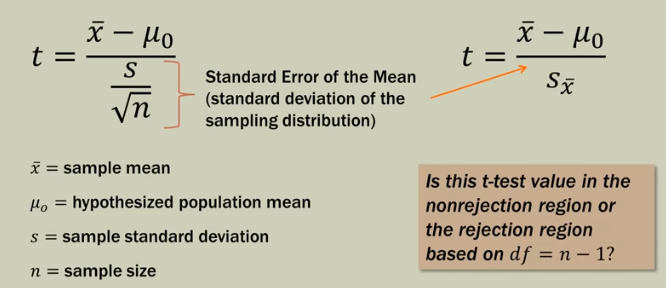 t = (x̄ − μ₀) / (s / √n)
Standard Error of the Mean
(standard deviation of the
sampling distribution)
t = (x̄ − μ₀) / s_x̄
x̄ = sample mean
μₒ = hypothesized population mean
s = sample standard deviation
n = sample size
Is this t-test value in the
nonrejection region or
the rejection region
based on df = n − 1?